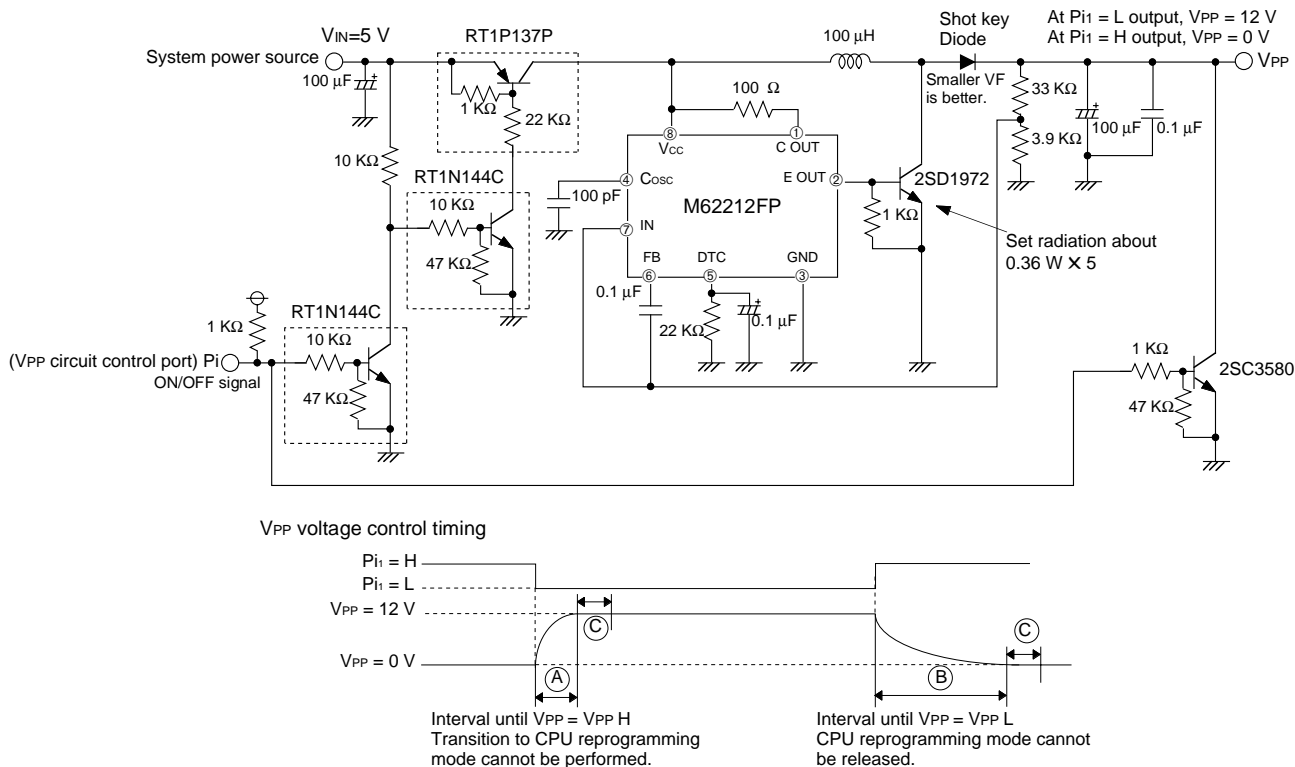 VIN=5 V
RT1P137P
System power source
100 µF
1 KΩ
22 KΩ
10 KΩ
RT1N144C
10 KΩ
47 KΩ
RT1N144C
1 KΩ
10 KΩ
47 KΩ
(VPP circuit control port) Pi
ON/OFF signal
100 µH
Shot key
Diode
Smaller VF
is better.
At Pi1 = L output, VPP = 12 V
At Pi1 = H output, VPP = 0 V
VPP
100 Ω
8
VCC
1
C OUT
4
COSC
100 pF
M62212FP
E OUT
2
7
IN
FB
6
DTC
5
GND
3
0.1 µF
22 KΩ
0.1 µF
2SD1972
1 KΩ
Set radiation about
0.36 W X 5
33 KΩ
3.9 KΩ
100 µF
0.1 µF
1 KΩ
2SC3580
47 KΩ
VPP voltage control timing
Pi1 = H
Pi1 = L
VPP = 12 V
VPP = 0 V
C
A
C
B
Interval until VPP = VPP H
Transition to CPU reprogramming
mode cannot be performed.
Interval until VPP = VPP L
CPU reprogramming mode cannot
be released.